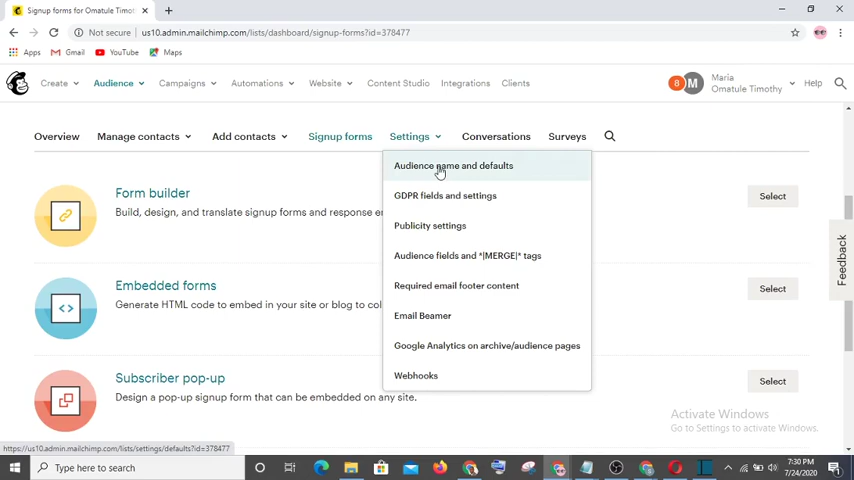 Signup forms for Omatule Timot
Not secure | us10.admin.mailchimp.com/lists/dashboard/signup-forms?id=378477
Apps Gmail YouTube Maps
Create Audience Campaigns Automations Website Content Studio Integrations Clients 8 M Maria Omatule Timothy Help
Overview Manage contacts Add contacts Signup forms Settings Conversations Surveys
Audience name and defaults
GDPR fields and settings
Publicity settings
Audience fields and *|MERGE|* tags
Required email footer content
Email Beamer
Google Analytics on archive/audience pages
Webhooks
Form builder
Build, design, and translate signup forms and response
Select
Embedded forms
Generate HTML code to embed in your site or blog to
Select
Subscriber pop-up
Design a pop-up signup form that can be embedded on any site.
Select
Feedback
Activate Windows
Go to Settings to activate Windows.
https://us10.admin.mailchimp.com/lists/settings/defaults?id=378477
Type here to search
7:30 PM
7/24/2020